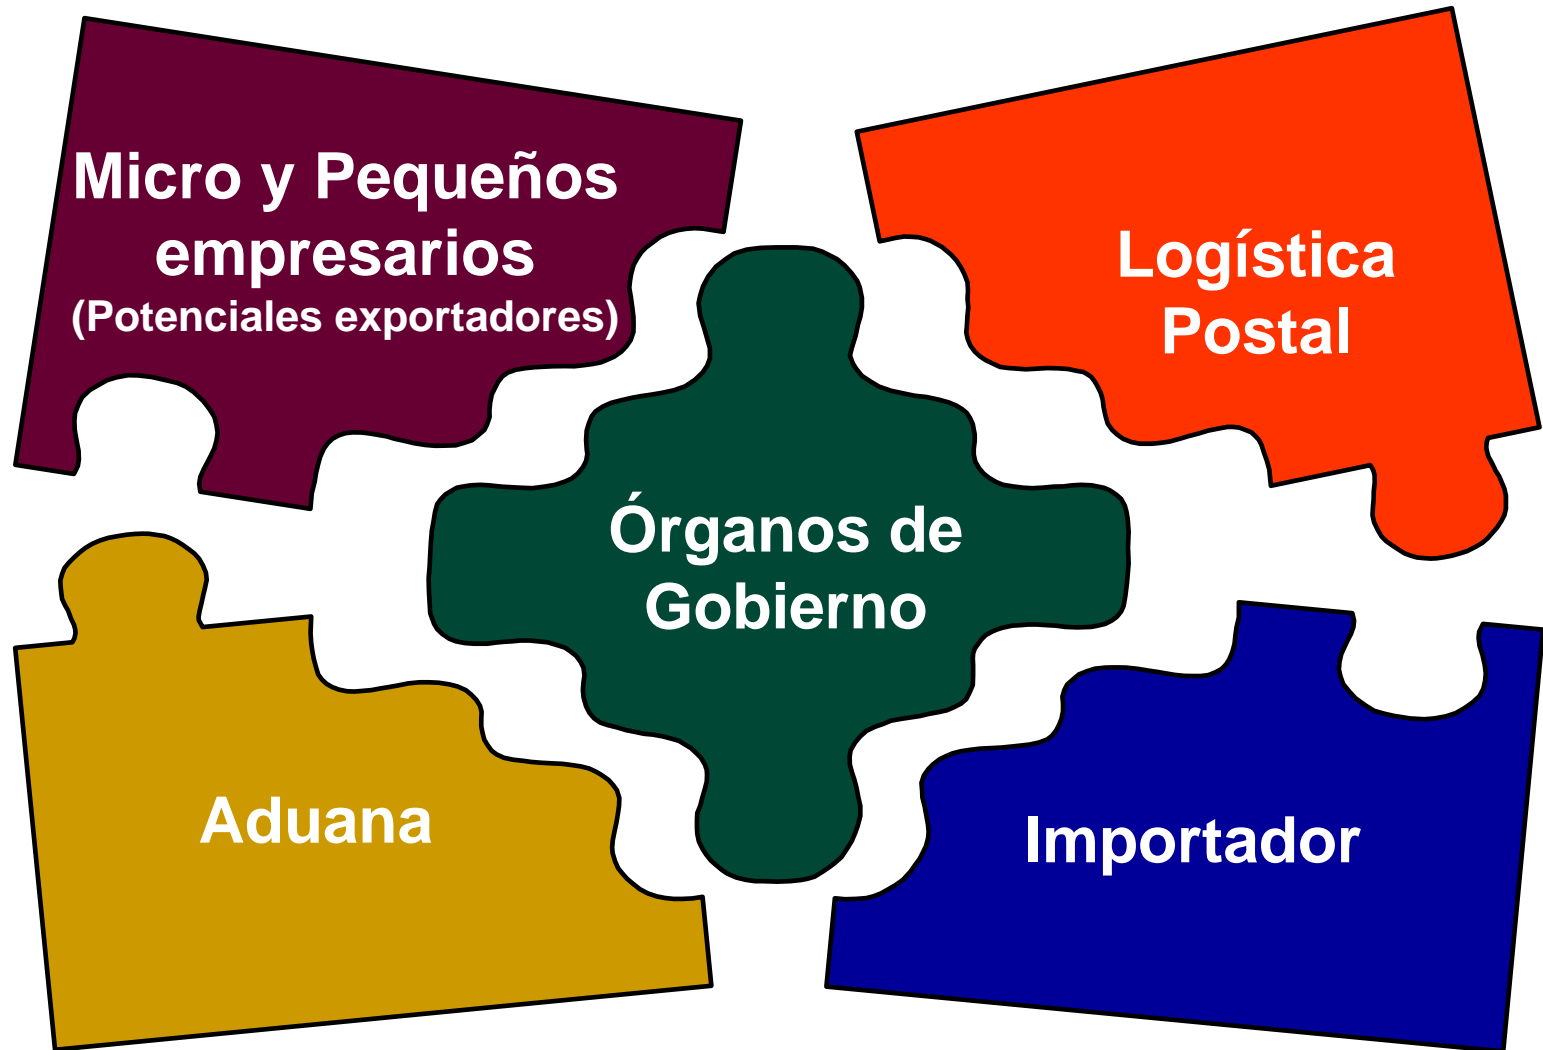 Micro y Pequeños
empresarios
(Potenciales exportadores)
Logística
Postal
Órganos de
Gobierno
Aduana
Importador